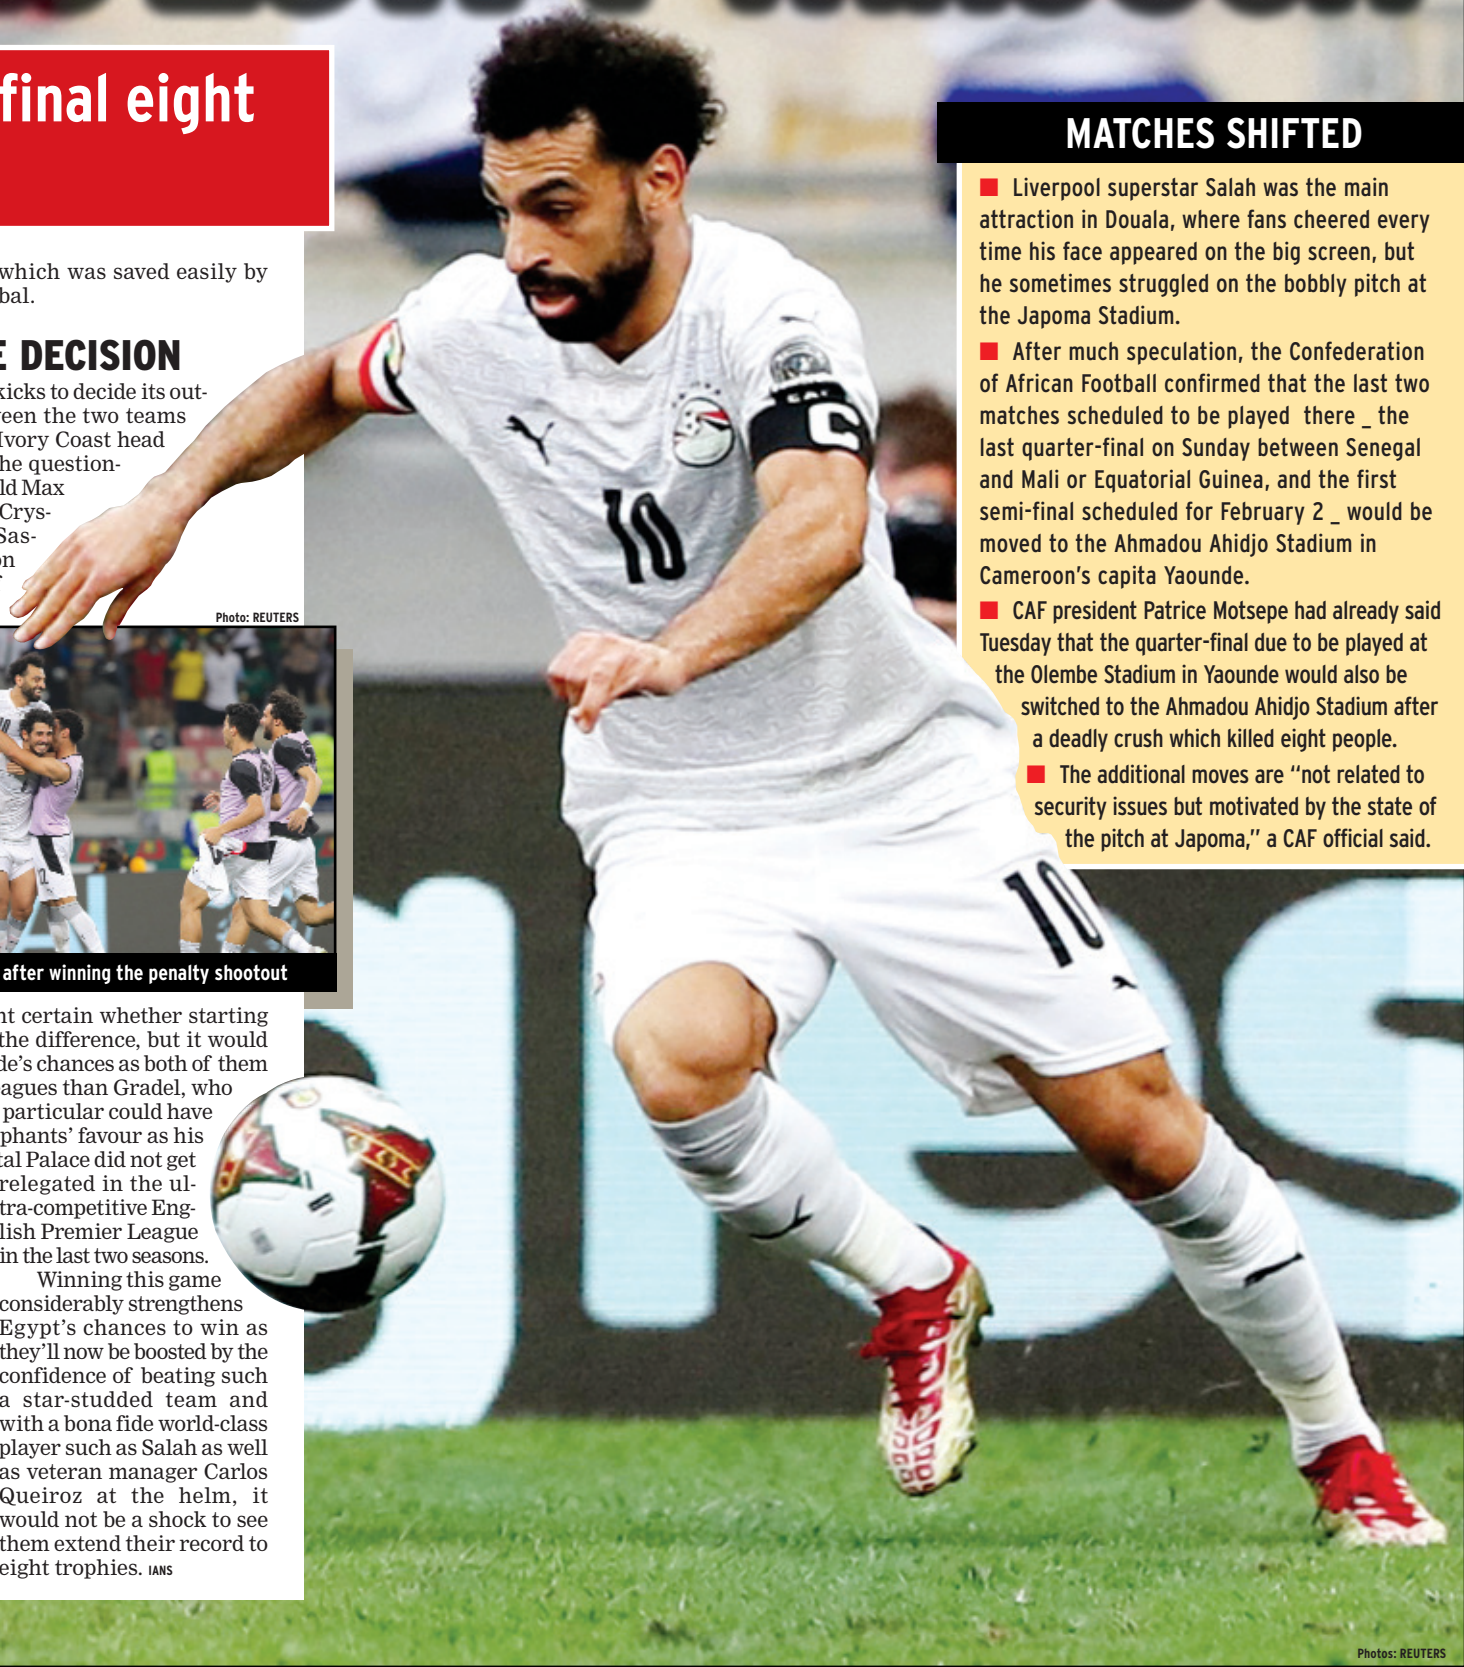 final eight
which was saved easily by
bal.
E DECISION
kicks to decide its out-
een the two teams
Ivory Coast head
he question-
ld Max
Crys-
Sas-
on
Photo: REUTERS
after winning the penalty shootout
nt certain whether starting
the difference, but it would
de's chances as both of them
eagues than Gradel, who
particular could have
phants' favour as his
tal Palace did not get
relegated in the ul-
tra-competitive Eng-
lish Premier League
in the last two seasons.
Winning this game
considerably strengthens
Egypt's chances to win as
they'll now be boosted by the
confidence of beating such
a star-studded team and
with a bona fide world-class
player such as Salah as well
as veteran manager Carlos
Queiroz at the helm, it
would not be a shock to see
them extend their record to
eight trophies. IANS
C
10
10
MATCHES SHIFTED
■ Liverpool superstar Salah was the main
attraction in Douala, where fans cheered every
time his face appeared on the big screen, but
he sometimes struggled on the bobbly pitch at
the Japoma Stadium.
■ After much speculation, the Confederation
of African Football confirmed that the last two
matches scheduled to be played there _ the
last quarter-final on Sunday between Senegal
and Mali or Equatorial Guinea, and the first
semi-final scheduled for February 2 _ would be
moved to the Ahmadou Ahidjo Stadium in
Cameroon's capita Yaounde.
■ CAF president Patrice Motsepe had already said
Tuesday that the quarter-final due to be played at
the Olembe Stadium in Yaounde would also be
switched to the Ahmadou Ahidjo Stadium after
a deadly crush which killed eight people.
■ The additional moves are "not related to
security issues but motivated by the state of
the pitch at Japoma," a CAF official said.
Photos: REUTERS